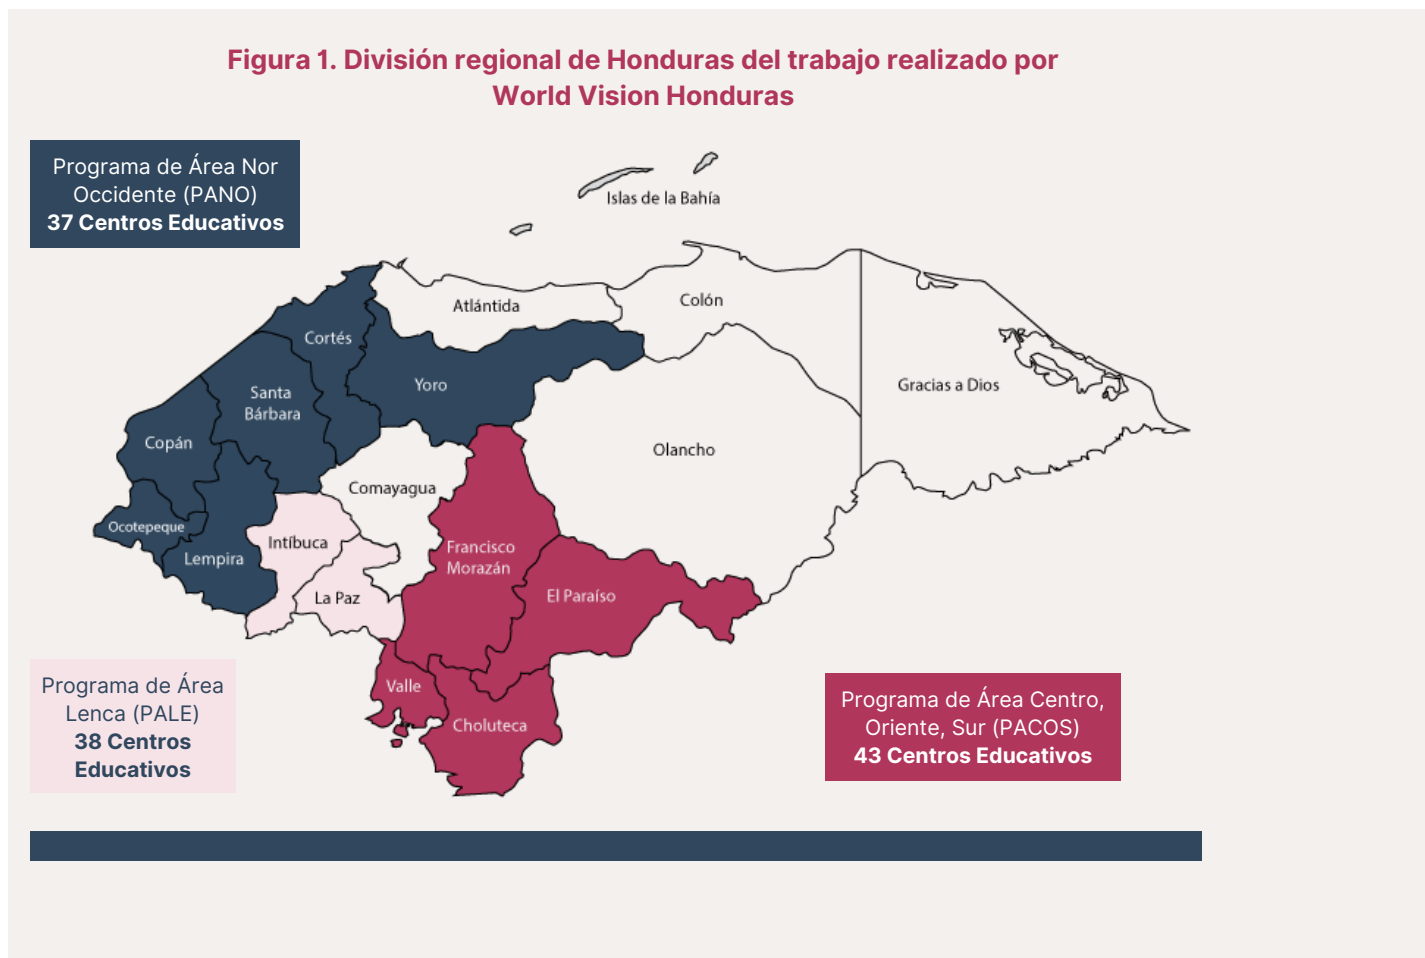 Figura 1. División regional de Honduras del trabajo realizado por
World Vision Honduras
Programa de Área Nor
Occidente (PANO)
37 Centros Educativos
Islas de la Bahía
Atlántida
Colón
Cortés
Yoro
Gracias a Dios
Santa
Bárbara
Copán
Olancho
Comayagua
Ocotepeque
Intíbuca
Francisco
Morazán
Lempira
La Paz
El Paraíso
Valle
Choluteca
Programa de Área
Lenca (PALE)
38 Centros
Educativos
Programa de Área Centro,
Oriente, Sur (PACOS)
43 Centros Educativos